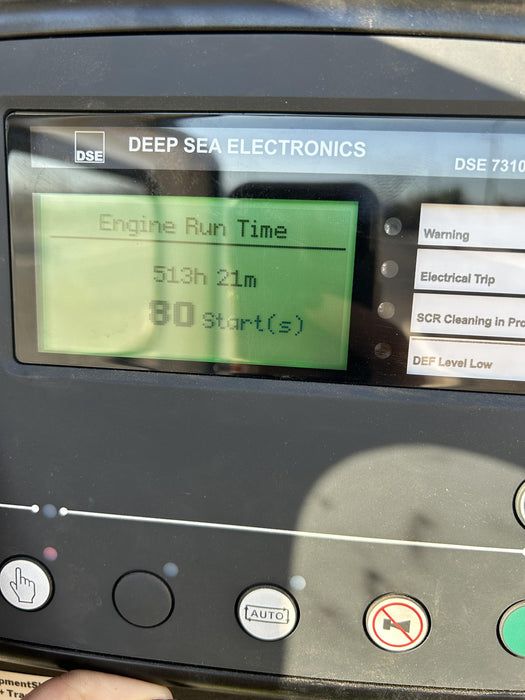 DSE
DEEP SEA ELECTRONICS
DSE 7310
Engine Run Time
513h 21m
80 Start(s)
Warning
Electrical Trip
SCR Cleaning in Pro
DEF Level Low
AUTO
+ Tra